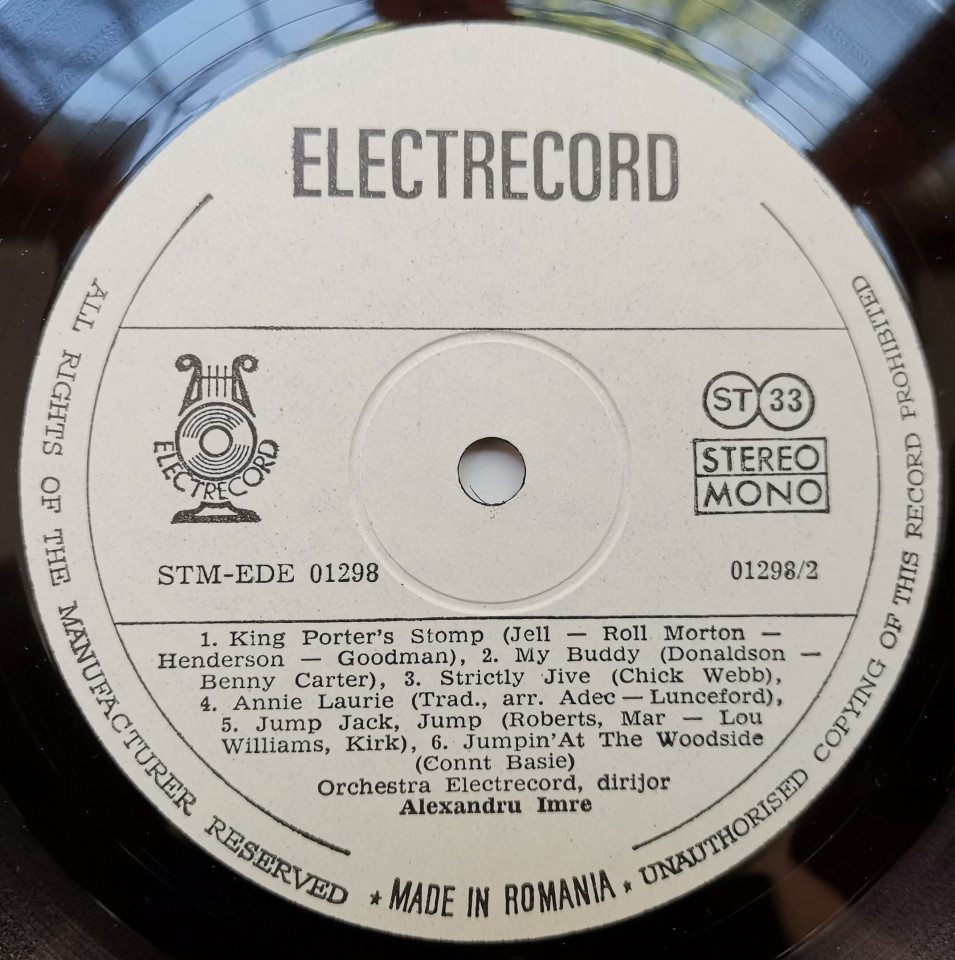 ELECTRECORD
ALL RIGHTS OF THE MANUFACTURER RESERVED ★ MADE IN ROMANIA ★ UNAUTHORISED COPYING OF THIS RECORD PROHIBITED
ELECTRECORD
ST 33
STEREO
MONO
STM-EDE 01298
01298/2
1. King Porter's Stomp (Jell — Roll Morton —
Henderson — Goodman), 2. My Buddy (Donaldson —
Benny Carter), 3. Strictly Jive (Chick Webb),
4. Annie Laurie (Trad., arr. Adec — Lunceford),
5. Jump Jack, Jump (Roberts, Mar — Lou
Williams, Kirk), 6. Jumpin'At The Woodside
(Connt Basie)
Orchestra Electrecord, dirijor
Alexandru Imre